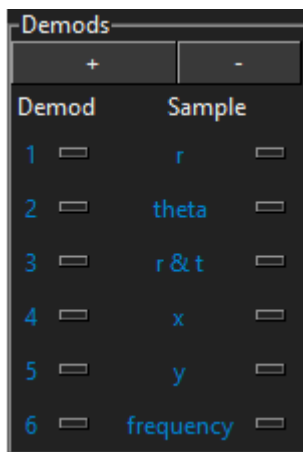 Demods
+ -
Demod Sample
1 r
2 theta
3 r & t
4 x
5 y
6 frequency